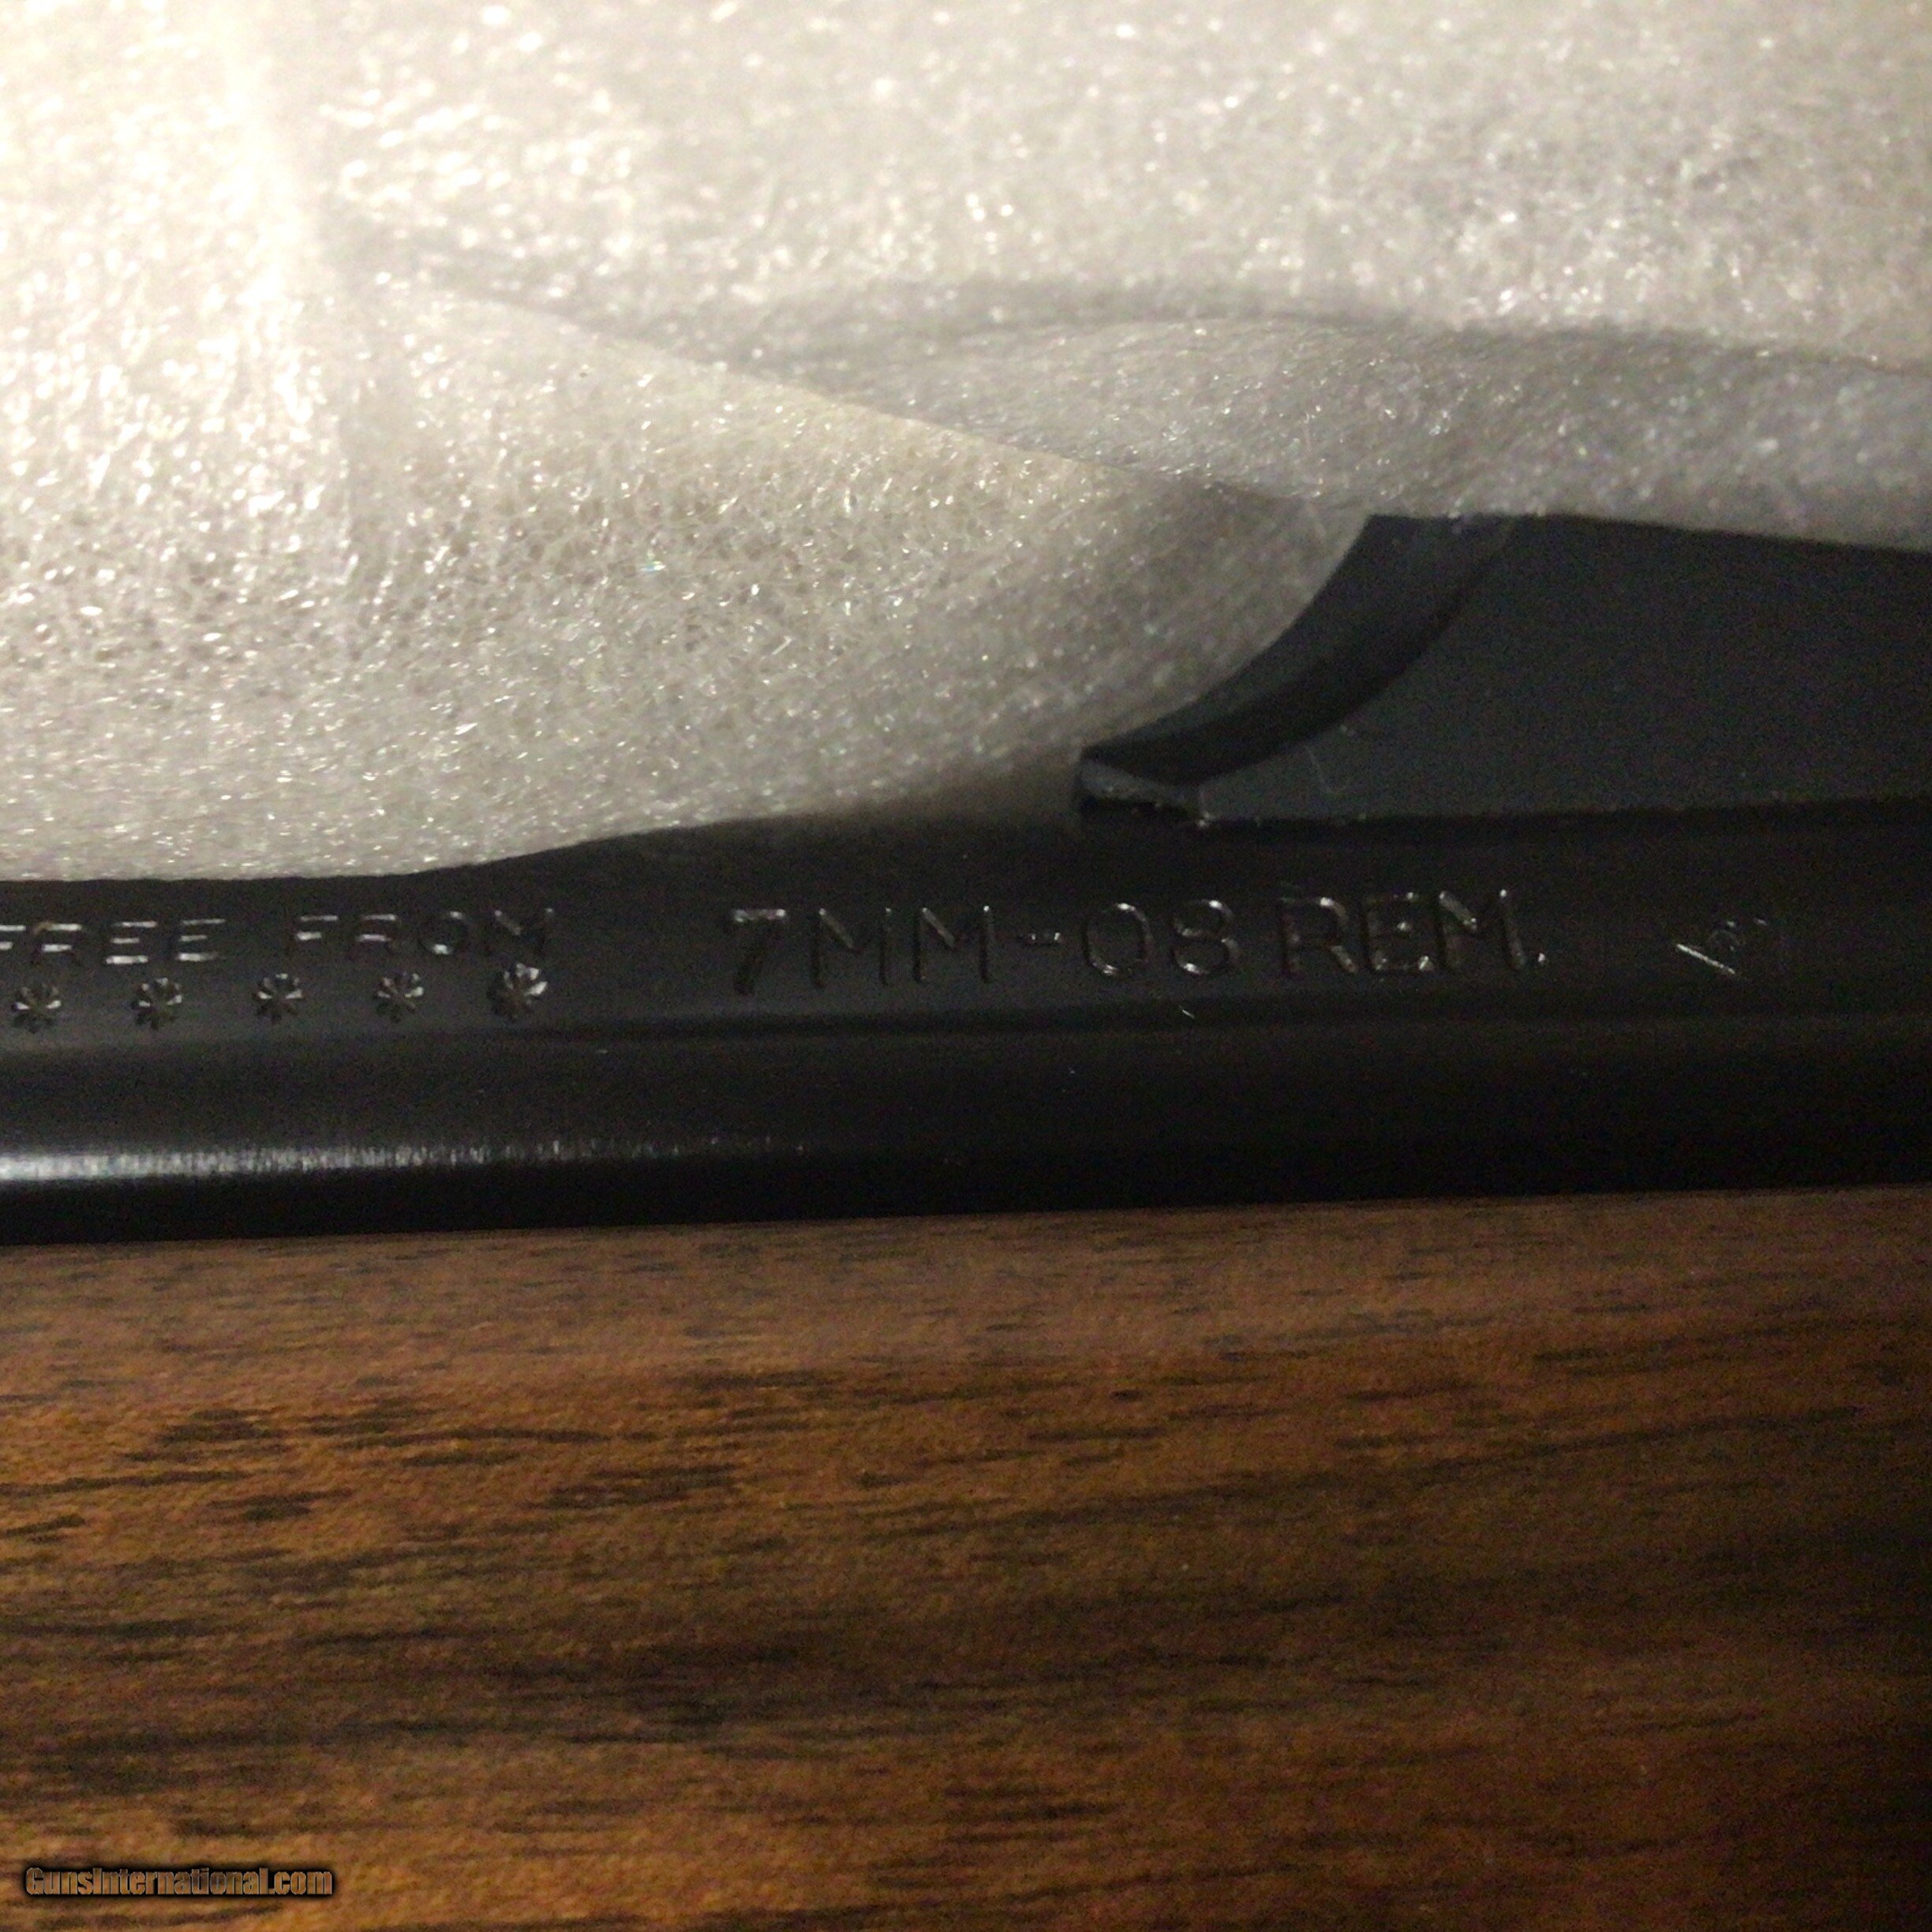 FREE FROM
✱ ✱ ✱ ✱ ✱
7MM-08 REM.
GunsInternational.com